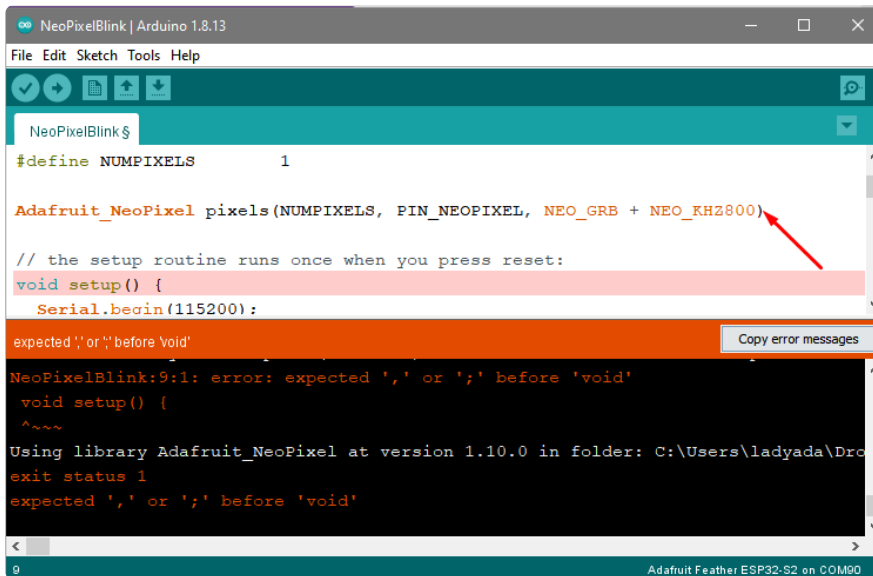 NeoPixelBlink | Arduino 1.8.13
File Edit Sketch Tools Help
NeoPixelBlink §
#define NUMPIXELS 1
Adafruit_NeoPixel pixels(NUMPIXELS, PIN_NEOPIXEL, NEO_GRB + NEO_KHZ800)
// the setup routine runs once when you press reset:
void setup() {
Serial.begin(115200);
expected ',' or ';' before 'void'
Copy error messages
NeoPixelBlink:9:1: error: expected ',' or ';' before 'void'
void setup() {
^~~~
Using library Adafruit_NeoPixel at version 1.10.0 in folder: C:\Users\ladyada\Dro
exit status 1
expected ',' or ';' before 'void'
9
Adafruit Feather ESP32-S2 on COM90